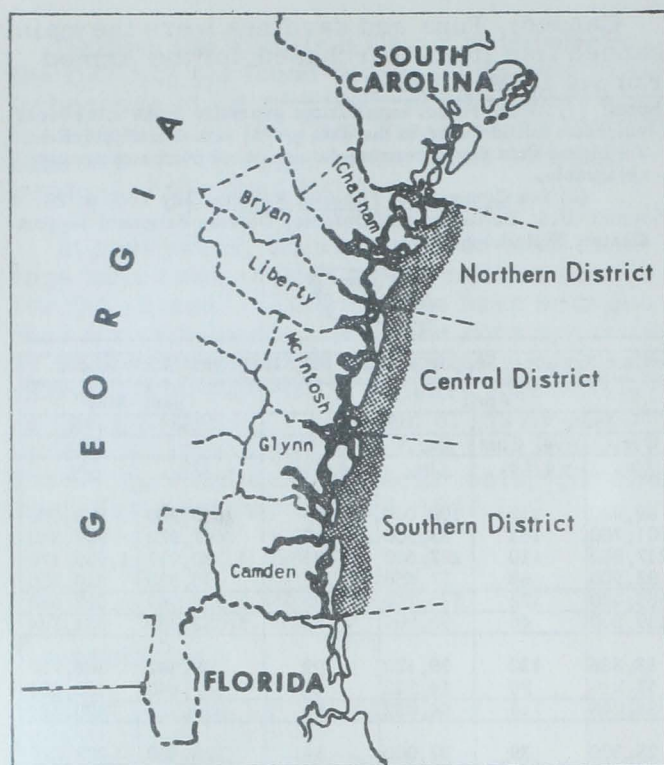 SOUTH
CAROLINA
GEORGIA
Chatham
Bryan
Liberty
McIntosh
Glynn
Camden
Northern District
Central District
Southern District
FLORIDA